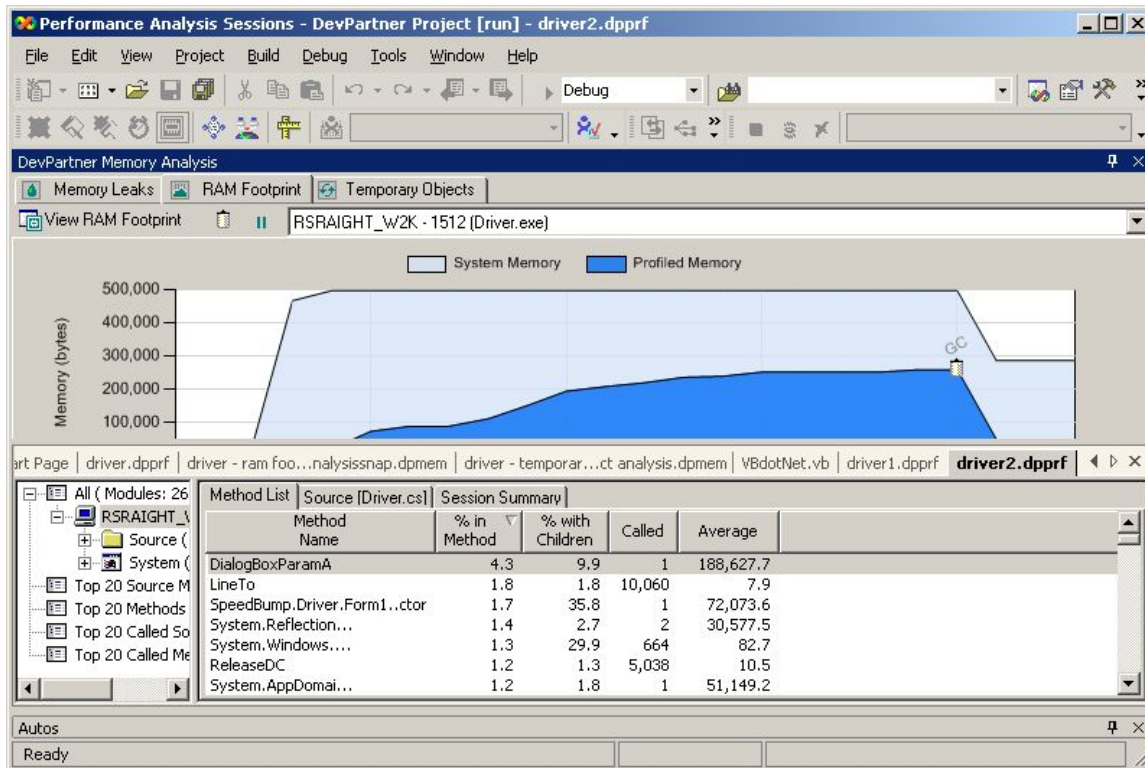 Performance Analysis Sessions - DevPartner Project [run] - driver2.dpprf
File Edit View Project Build Debug Tools Window Help
Debug
DevPartner Memory Analysis
Memory Leaks RAM Footprint Temporary Objects
View RAM Footprint RSRAIGHT_W2K - 1512 (Driver.exe)
System Memory Profiled Memory
Memory (bytes)
500,000
400,000
300,000
200,000
100,000
GC
art Page driver.dpprf driver - ram foo...nalysissnap.dpmem driver - temporar...ct analysis.dpmem VBdotNet.vb driver1.dpprf driver2.dpprf
All ( Modules: 26
RSRAIGHT_\
Source (
System (
Top 20 Source M
Top 20 Methods
Top 20 Called So
Top 20 Called Me
Method List Source [Driver.cs] Session Summary
Method Name % in Method % with Children Called Average
DialogBoxParamA 4.3 9.9 1 188,627.7
LineTo 1.8 1.8 10,060 7.9
SpeedBump.Driver.Form1..ctor 1.7 35.8 1 72,073.6
System.Reflection... 1.4 2.7 2 30,577.5
System.Windows.... 1.3 29.9 664 82.7
ReleaseDC 1.2 1.3 5,038 10.5
System.AppDomai... 1.2 1.8 1 51,149.2
Autos
Ready